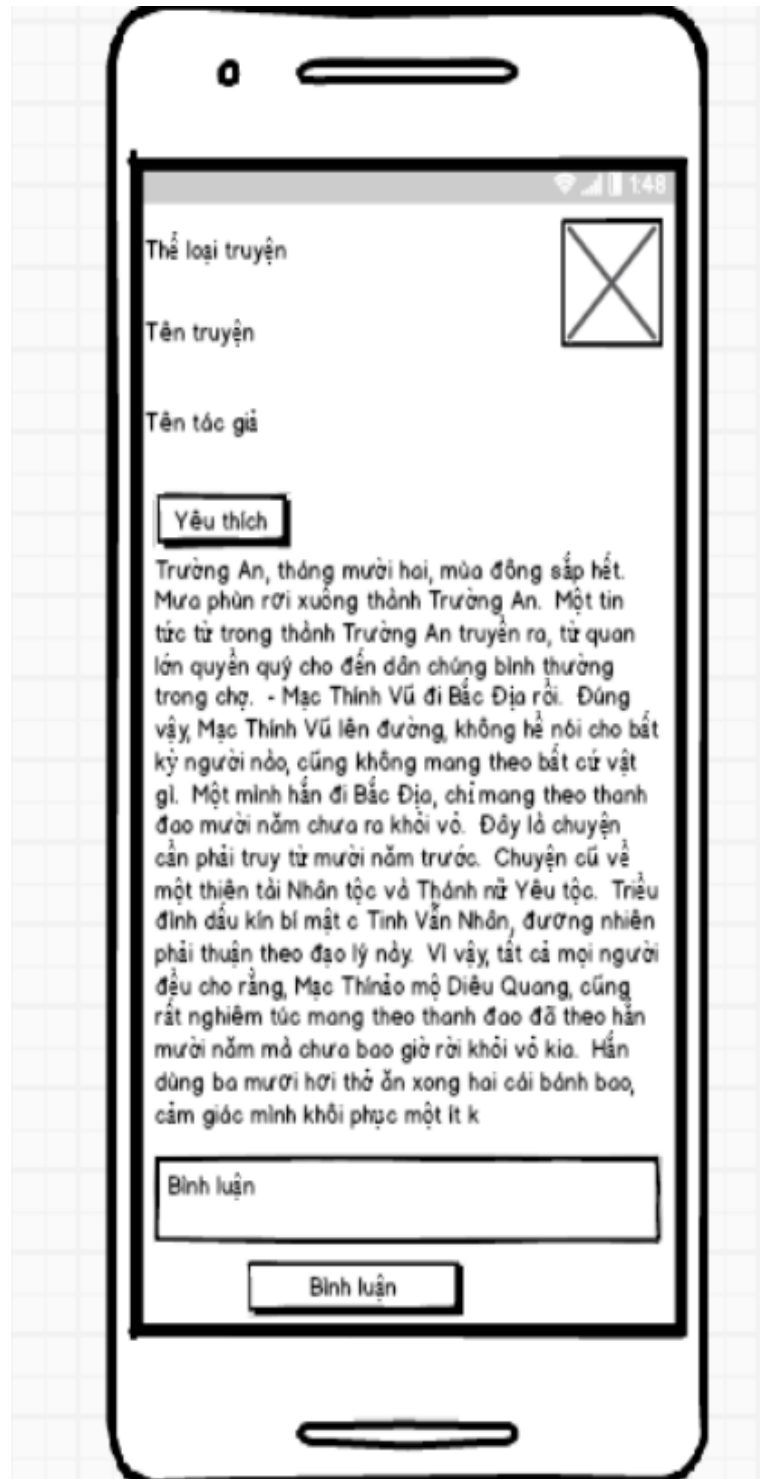 1:48
Thể loại truyện
Tên truyện
Tên tác giả
Yêu thích
Trường An, tháng mười hai, mùa đông sắp hết.
Mưa phùn rơi xuống thành Trường An. Một tin
tức từ trong thành Trường An truyền ra, từ quan
lớn quyền quý cho đến dân chúng bình thường
trong chợ. - Mạc Thính Vũ đi Bắc Địa rồi. Đúng
vậy, Mạc Thính Vũ lên đường, không hề nói cho bất
kỳ người nào, cũng không mang theo bất cứ vật
gì. Một mình hắn đi Bắc Địa, chỉ mang theo thanh
đao mười năm chưa ra khỏi vỏ. Đây là chuyện
cần phải truy từ mười năm trước. Chuyện cũ về
một thiên tài Nhân tộc và Thánh nữ Yêu tộc. Triều
đình dấu kín bí mật c Tinh Vẫn Nhân, đương nhiên
phải thuận theo đạo lý này. Vì vậy, tất cả mọi người
đều cho rằng, Mạc Thínảo mộ Diêu Quang, cũng
rất nghiêm túc mang theo thanh đao đã theo hắn
mười năm mà chưa bao giờ rời khỏi vỏ kia. Hắn
dùng ba mươi hơi thở ăn xong hai cái bánh bao,
cảm giác mình khôi phục một ít k
Bình luận
Bình luận